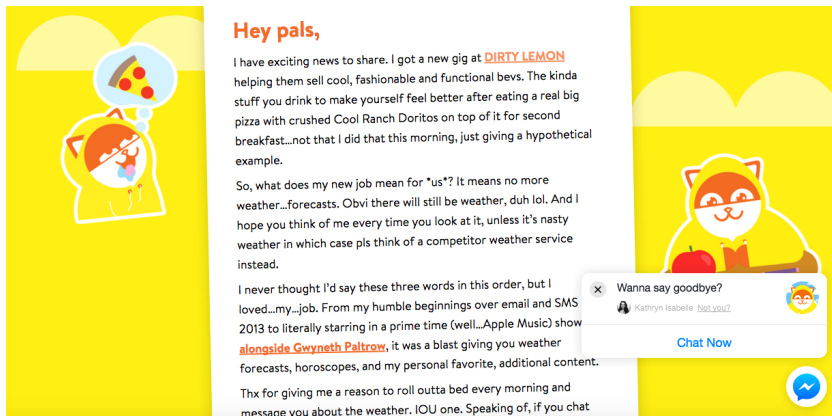 Hey pals,
I have exciting news to share. I got a new gig at DIRTY LEMON
helping them sell cool, fashionable and functional bevs. The kinda
stuff you drink to make yourself feel better after eating a real big
pizza with crushed Cool Ranch Doritos on top of it for second
breakfast...not that I did that this morning, just giving a hypothetical
example.
So, what does my new job mean for *us*? It means no more
weather...forecasts. Obvi there will still be weather, duh lol. And I
hope you think of me every time you look at it, unless it's nasty
weather in which case pls think of a competitor weather service
instead.
I never thought I'd say these three words in this order, but I
loved...my...job. From my humble beginnings over email and SMS
2013 to literally starring in a prime time (well...Apple Music) show
alongside Gwyneth Paltrow, it was a blast giving you weather
forecasts, horoscopes, and my personal favorite, additional content.
Thx for giving me a reason to roll outta bed every morning and
message you about the weather. IOU one. Speaking of, if you chat
Wanna say goodbye?
Kathryn Isabelle Not you?
Chat Now